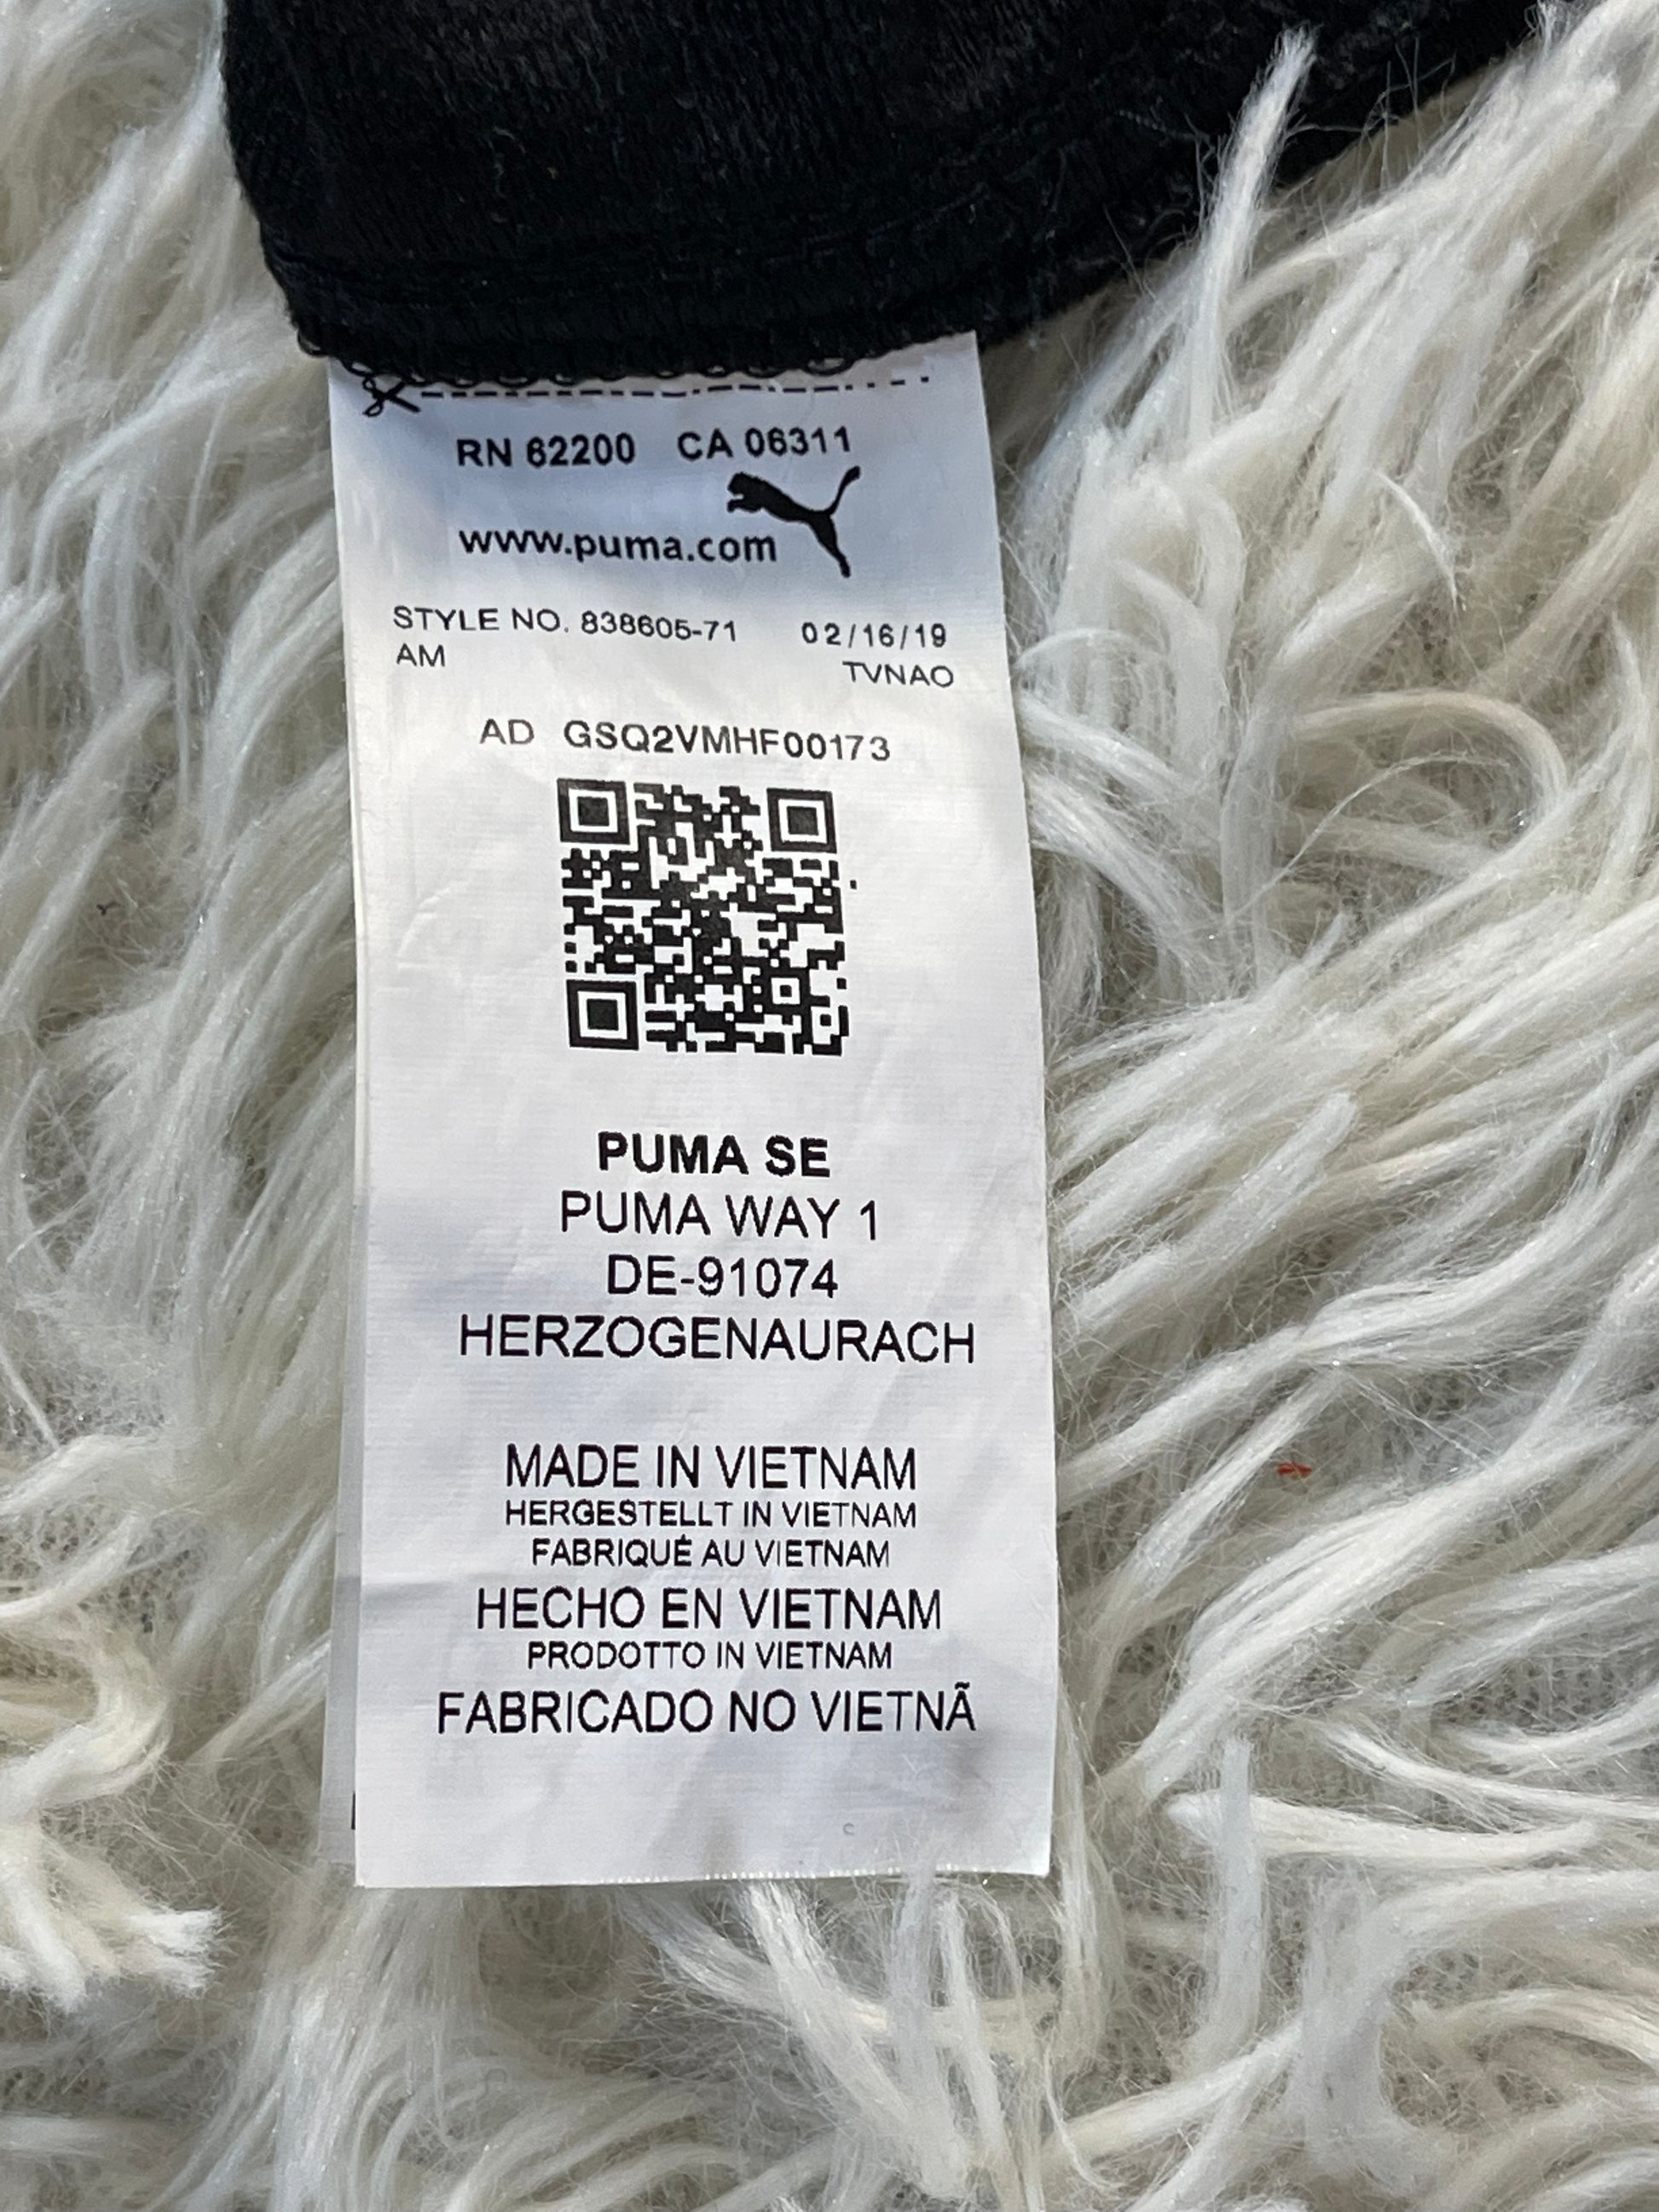 RN 62200 CA 06311
www.puma.com
STYLE NO. 838605-71 02/16/19
AM TVNAO
AD GSQ2VMHF00173
PUMA SE
PUMA WAY 1
DE-91074
HERZOGENAURACH
MADE IN VIETNAM
HERGESTELLT IN VIETNAM
FABRIQUÉ AU VIETNAM
HECHO EN VIETNAM
PRODOTTO IN VIETNAM
FABRICADO NO VIETNÃ